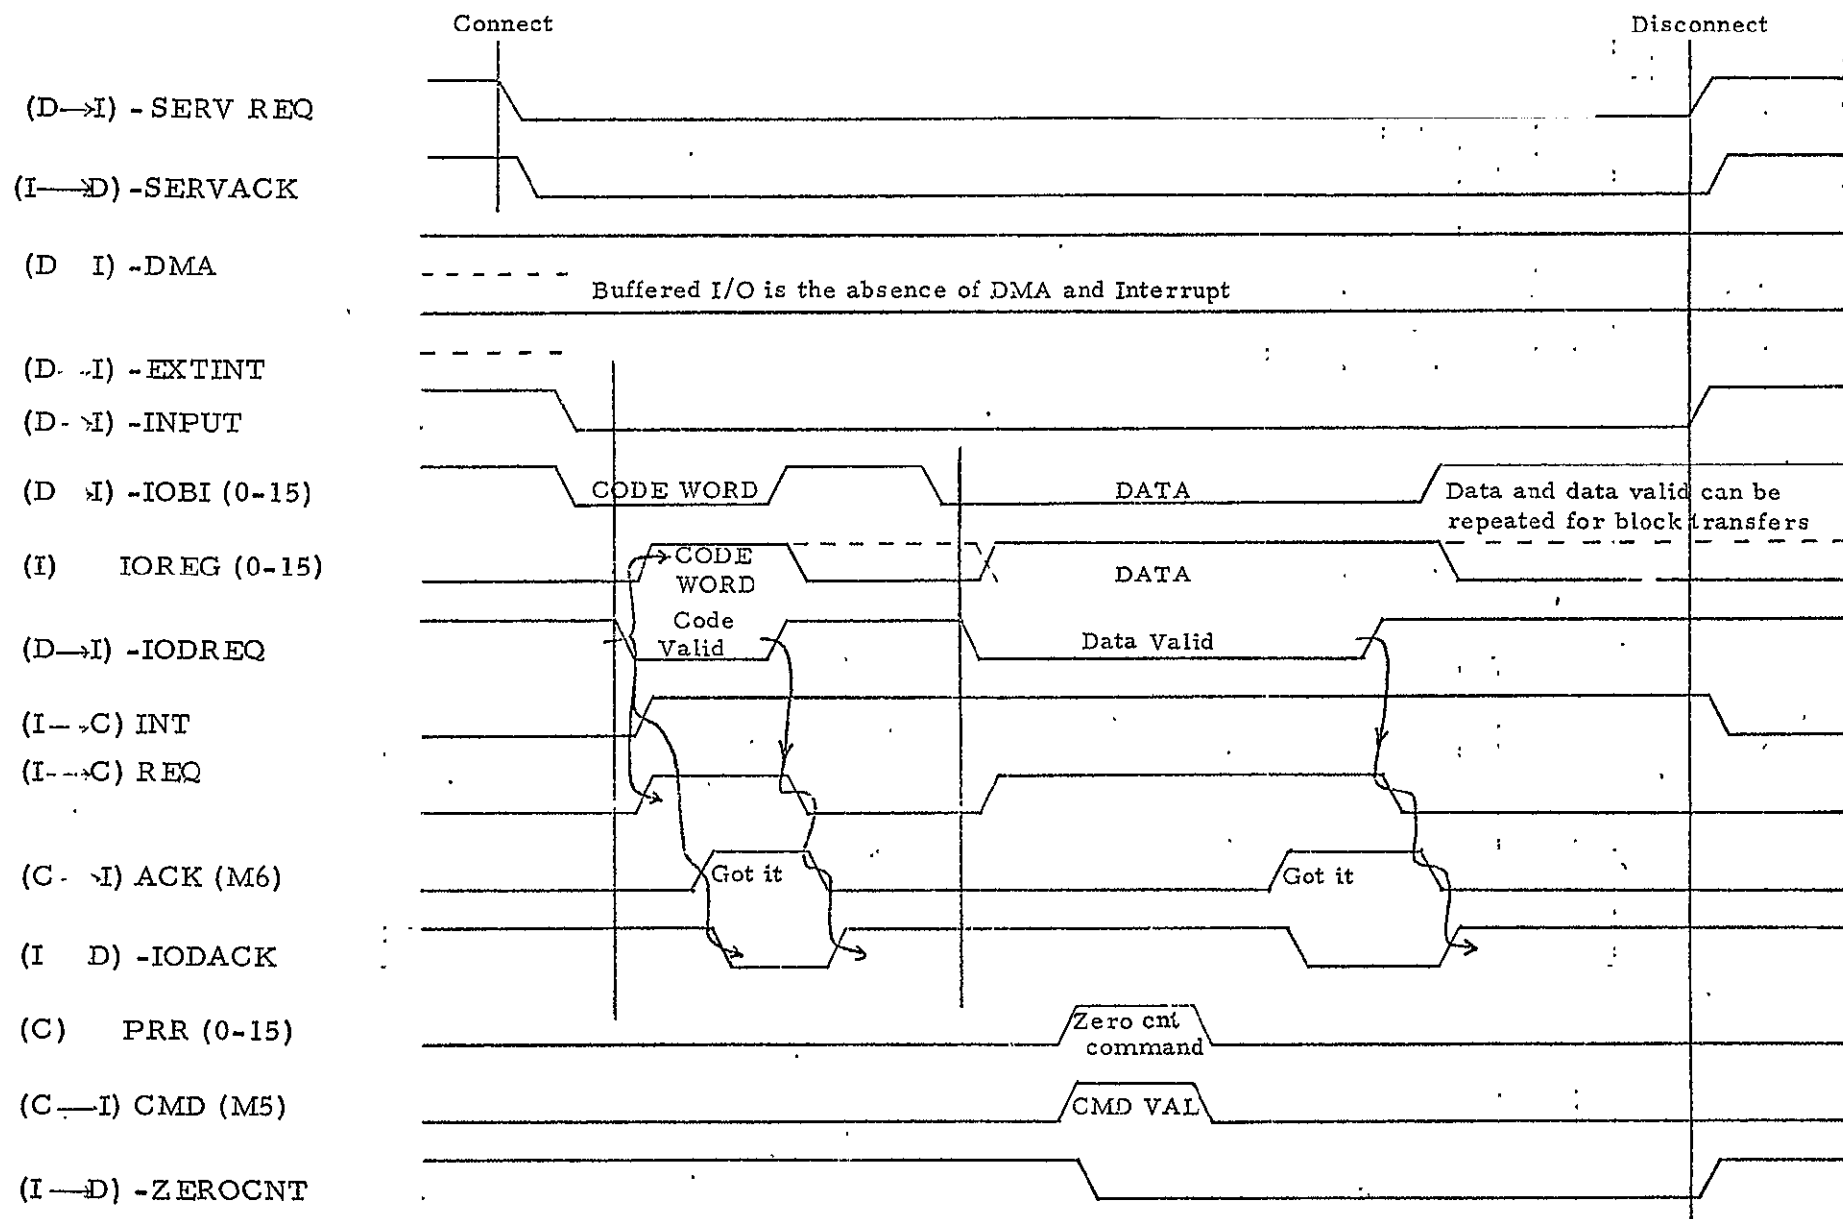 Connect
Disconnect
(D→I) -SERV REQ
(I→D) -SERVACK
(D I) -DMA
Buffered I/O is the absence of DMA and Interrupt
(D- -I) -EXTINT
(D- →I) -INPUT
(D →I) -IOBI (0-15)
CODE WORD
DATA
Data and data valid can be
repeated for block transfers
(I) IOREG (0-15)
CODE
WORD
DATA
(D→I) -IODREQ
Code
Valid
Data Valid
(I-→C) INT
(I--→C) REQ
(C- →I) ACK (M6)
Got it
Got it
(I D) -IODACK
(C) PRR (0-15)
Zero cnt
command
(C—I) CMD (M5)
CMD VAL
(I→D) -ZEROCNT